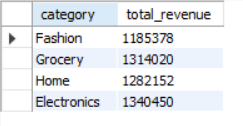 category total_revenue
Fashion 1185378
Grocery 1314020
Home 1282152
Electronics 1340450